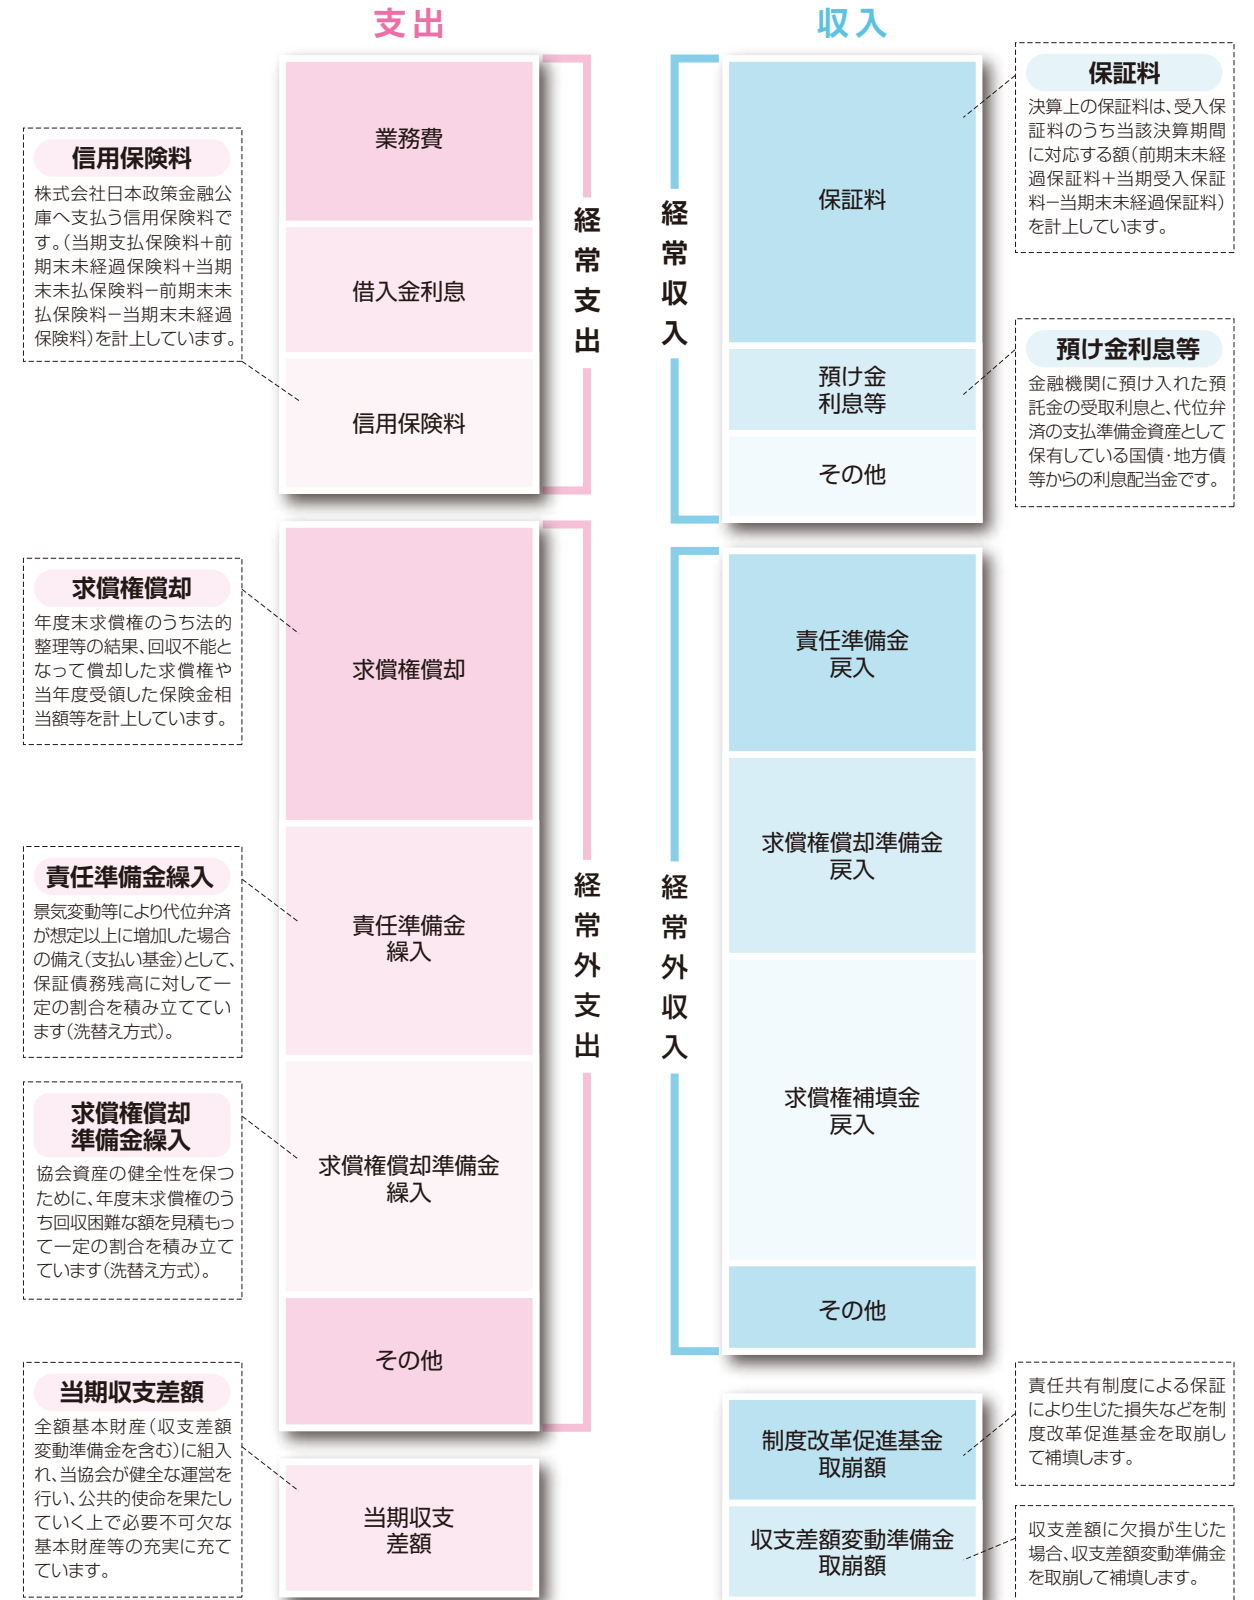 支出
収入
信用保険料
株式会社日本政策金融公
庫へ支払う信用保険料で
す。（当期支払保険料＋前
期末未経過保険料＋当期
末未払保険料－前期末未
払保険料－当期末未経過
保険料）を計上しています。
求償権償却
年度末求償権のうち法的
整理等の結果、回収不能と
なって償却した求償権や
当年度受領した保険金相
当額等を計上しています。
責任準備金繰入
景気変動等により代位弁済
が想定以上に増加した場合
の備え（支払い基金）として、
保証債務残高に対して一
定の割合を積み立ててい
ます（洗替え方式）。
求償権償却
準備金繰入
協会資産の健全性を保つ
ために、年度末求償権のう
ち回収困難な額を見積もっ
て一定の割合を積み立て
ています（洗替え方式）。
当期収支差額
全額基本財産（収支差額
変動準備金を含む）に組入
れ、当協会が健全な運営を
行い、公共的使命を果たし
ていく上で必要不可欠な
基本財産等の充実に充て
ています。
業務費
借入金利息
信用保険料
経常支出
求償権償却
責任準備金
繰入
求償権償却準備金
繰入
その他
経常外支出
当期収支
差額
経常収入
保証料
預け金
利息等
その他
経常外収入
責任準備金
戻入
求償権償却準備金
戻入
求償権補填金
戻入
その他
制度改革促進基金
取崩額
収支差額変動準備金
取崩額
保証料
決算上の保証料は、受入保
証料のうち当該決算期間
に対応する額（前期末未経
過保証料＋当期受入保証
料－当期末未経過保証料）
を計上しています。
預け金利息等
金融機関に預け入れた預
託金の受取利息と、代位弁
済の支払準備金資産として
保有している国債・地方債
等からの利息配当金です。
責任共有制度による保証
により生じた損失などを制
度改革促進基金を取崩し
て補填します。
収支差額に欠損が生じた
場合、収支差額変動準備金
を取崩して補填します。